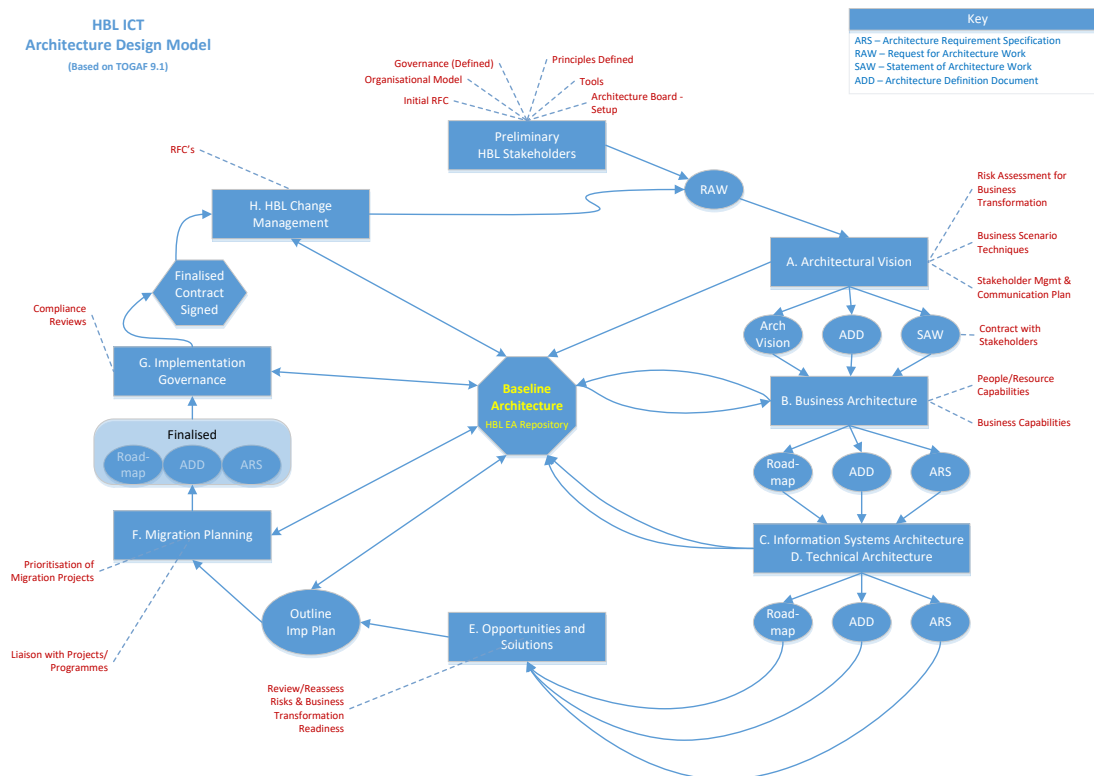 HBL ICT
Architecture Design Model
(Based on TOGAF 9.1)
Key
ARS – Architecture Requirement Specification
RAW – Request for Architecture Work
SAW – Statement of Architecture Work
ADD – Architecture Definition Document
Governance (Defined)
Principles Defined
Organisational Model
Tools
Initial RFC
Architecture Board -
Setup
Preliminary
HBL Stakeholders
RFC's
RAW
H. HBL Change
Management
Risk Assessment for
Business
Transformation
Business Scenario
Techniques
Stakeholder Mgmt &
Communication Plan
A. Architectural Vision
Finalised
Contract
Signed
Arch
Vision
ADD
SAW
Contract with
Stakeholders
Compliance
Reviews
G. Implementation
Governance
Baseline
Architecture
HBL EA Repository
B. Business Architecture
People/Resource
Capabilities
Business Capabilities
Finalised
Road-
map
ADD
ARS
Road-
map
ADD
ARS
F. Migration Planning
C. Information Systems Architecture
D. Technical Architecture
Prioritisation of
Migration Projects
Outline
Imp Plan
E. Opportunities and
Solutions
Road-
map
ADD
ARS
Liaison with Projects/
Programmes
Review/Reassess
Risks & Business
Transformation
Readiness